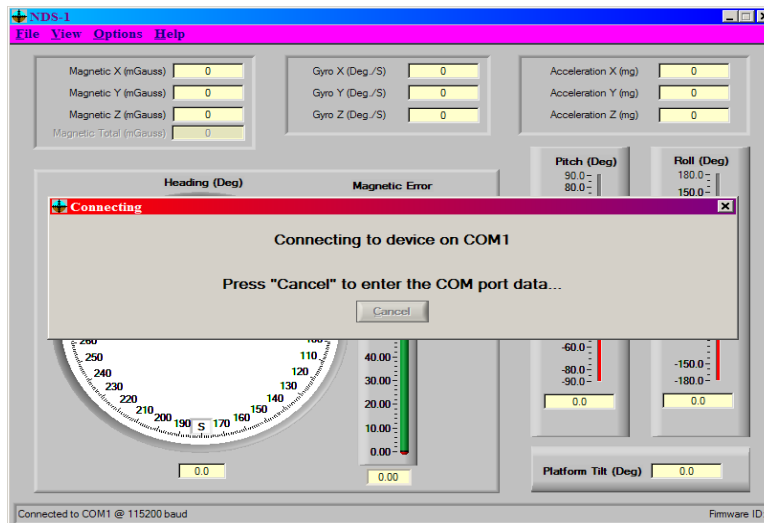 NDS-1
File View Options Help
Magnetic X (mGauss) 0
Magnetic Y (mGauss) 0
Magnetic Z (mGauss) 0
Magnetic Total (mGauss) 0
Gyro X (Deg./S) 0
Gyro Y (Deg./S) 0
Gyro Z (Deg./S) 0
Acceleration X (mg) 0
Acceleration Y (mg) 0
Acceleration Z (mg) 0
Heading (Deg)
Magnetic Error
Pitch (Deg)
90.0
80.0
Roll (Deg)
180.0
150.0
Connecting
Connecting to device on COM1
Press "Cancel" to enter the COM port data...
Cancel
260
250
240
230
220
210
200
190
S
170
160
150
140
130
120
110
40.00
30.00
20.00
10.00
0.00
-60.0
-80.0
-90.0
-150.0
-180.0
0.0
0.0
0.0
0.00
Platform Tilt (Deg) 0.0
Connected to COM1 @ 115200 baud
Firmware ID